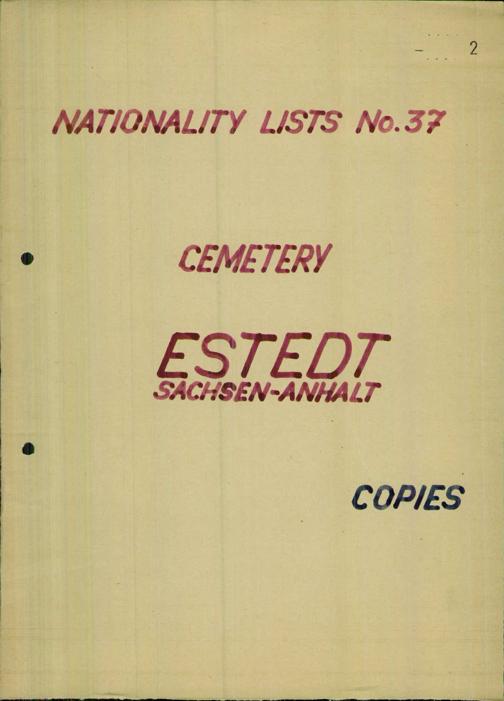 - 2
NATIONALITY LISTS No. 37
CEMETERY
ESTEDT
SACHSEN-ANHALT
COPIES